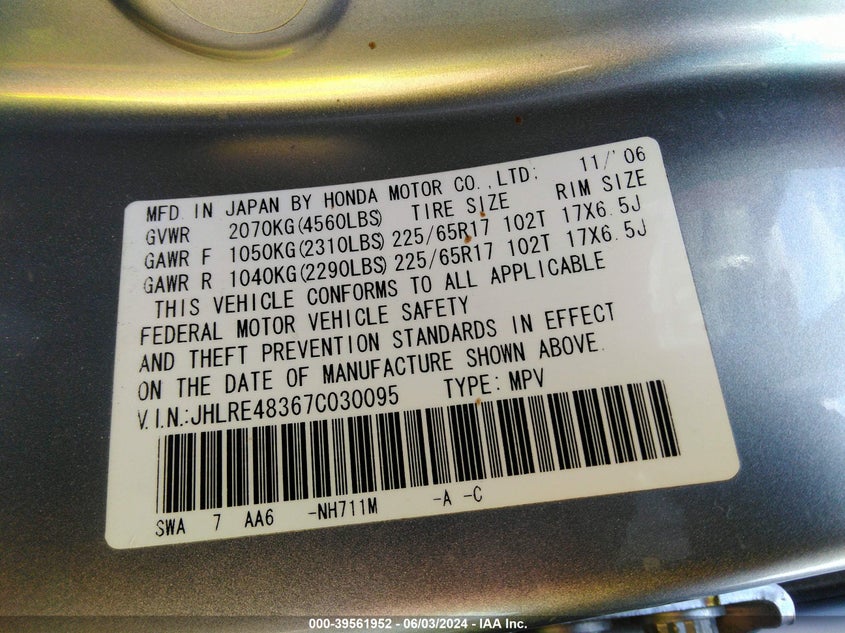 MFD. IN JAPAN BY HONDA MOTOR CO.,LTD: 11/'06
GVWR 2070KG(4560LBS) TIRE SIZE RIM SIZE
GAWR F 1050KG(2310LBS) 225/65R17 102T 17X6.5J
GAWR R 1040KG(2290LBS) 225/65R17 102T 17X6.5J
THIS VEHICLE CONFORMS TO ALL APPLICABLE
FEDERAL MOTOR VEHICLE SAFETY
AND THEFT PREVENTION STANDARDS IN EFFECT
ON THE DATE OF MANUFACTURE SHOWN ABOVE.
V.I.N.:JHLRE48367C030095 TYPE: MPV
SWA 7 AA6 -NH711M -A -C
000-39561952 - 06/03/2024 - IAA Inc.